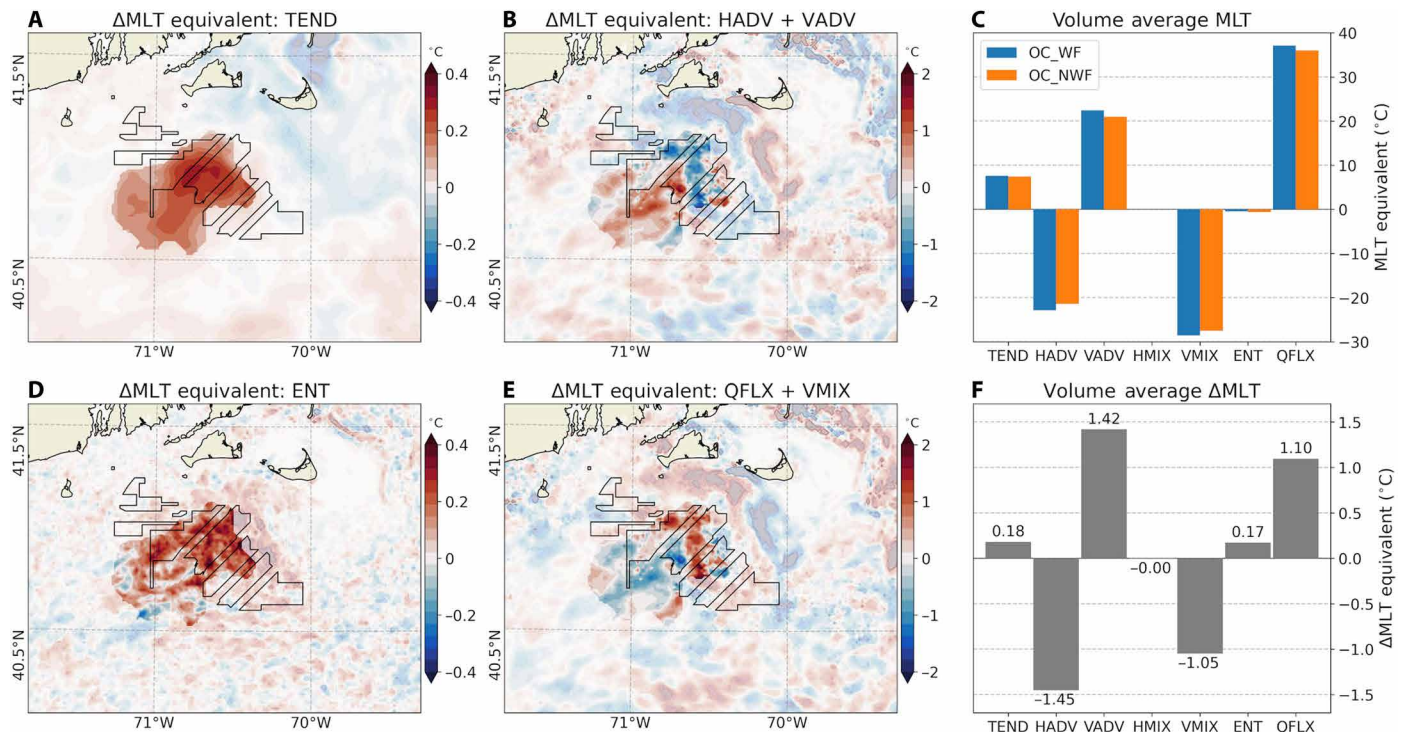 A ΔMLT equivalent: TEND
°C
0.4
0.2
0
−0.2
−0.4
41.5°N
40.5°N
71°W 70°W
B ΔMLT equivalent: HADV + VADV
°C
2
1
0
−1
−2
41.5°N
40.5°N
71°W 70°W
C Volume average MLT
OC_WF
OC_NWF
40
30
20
10
0
−10
−20
−30
MLT equivalent (°C)
TEND HADV VADV HMIX VMIX ENT QFLX
D ΔMLT equivalent: ENT
°C
0.4
0.2
0
−0.2
−0.4
41.5°N
40.5°N
71°W 70°W
E ΔMLT equivalent: QFLX + VMIX
°C
2
1
0
−1
−2
41.5°N
40.5°N
71°W 70°W
F Volume average ΔMLT
0.18
−1.45
1.42
−0.00
−1.05
0.17
1.10
1.5
1.0
0.5
0.0
−0.5
−1.0
−1.5
ΔMLT equivalent (°C)
TEND HADV VADV HMIX VMIX ENT QFLX